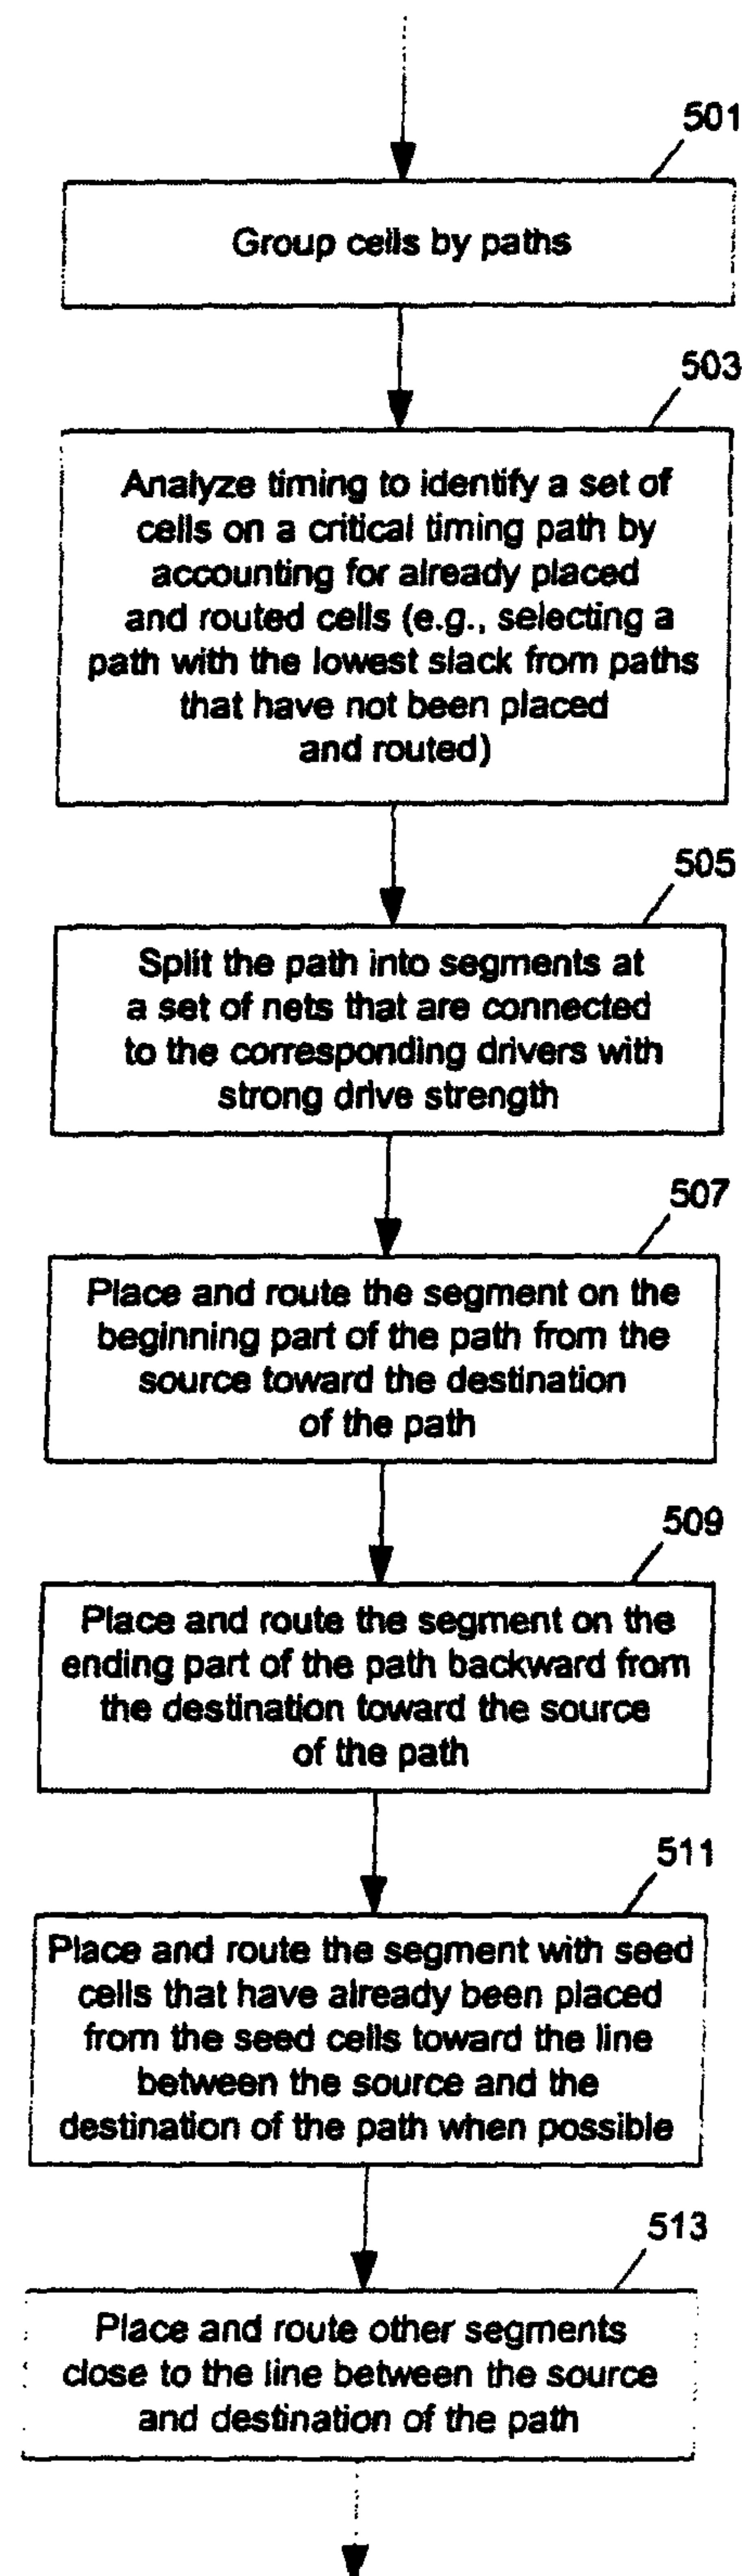 501
Group cells by paths
503
Analyze timing to identify a set of
cells on a critical timing path by
accounting for already placed
and routed cells (e.g., selecting a
path with the lowest slack from paths
that have not been placed
and routed)
505
Split the path into segments at
a set of nets that are connected
to the corresponding drivers with
strong drive strength
507
Place and route the segment on the
beginning part of the path from the
source toward the destination
of the path
509
Place and route the segment on the
ending part of the path backward from
the destination toward the source
of the path
511
Place and route the segment with seed
cells that have already been placed
from the seed cells toward the line
between the source and the
destination of the path when possible
513
Place and route other segments
close to the line between the source
and destination of the path